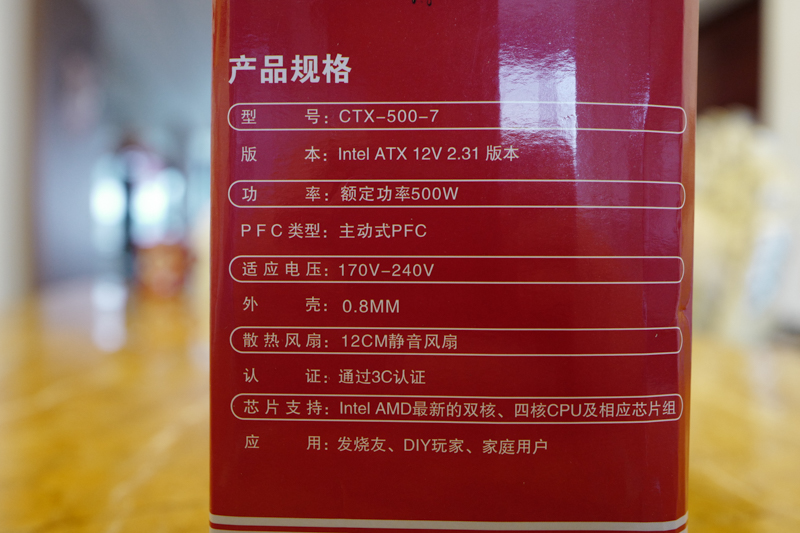 产品规格
型 号：CTX-500-7
版 本：Intel ATX 12V 2.31 版本
功 率：额定功率500W
PFC类型：主动式PFC
适应电压：170V-240V
外 壳：0.8MM
散热风扇：12CM静音风扇
认 证：通过3C认证
芯片支持：Intel AMD最新的双核、四核CPU及相应芯片组
应 用：发烧友、DIY玩家、家庭用户